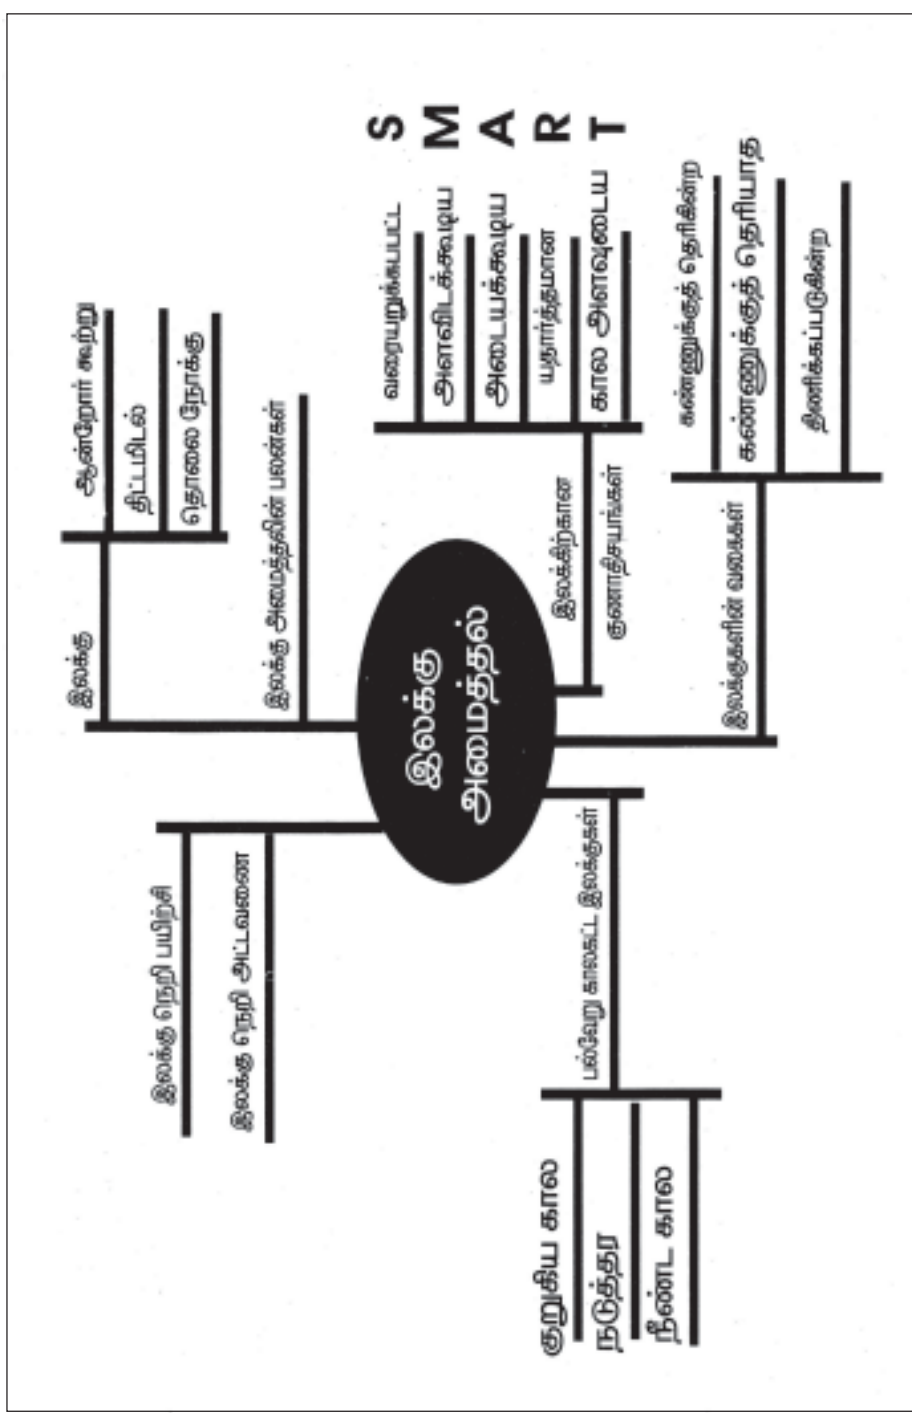 இலக்கு அமைத்தல்
இலக்கு
ஆன்றோர் கூற்று
திட்டமிடல்
தொலை நோக்கு
இலக்கு அமைத்தலின் பலன்கள்
இலக்கிற்கான
குணாதிசயங்கள்
வரையறுக்கப்பட்ட S
அளவிடக்கூடிய M
அடையக்கூடிய A
யதார்த்தமான R
கால அளவுடைய T
இலக்குகளின் வகைகள்
கண்ணுக்குத் தெரிகின்ற
கண்ணுக்குத் தெரியாத
திணிக்கப்படுகின்ற
பல்வேறு காலகட்ட இலக்குகள்
குறுகிய கால
நடுத்தர
நீண்ட கால
இலக்கு நெறி பயிற்சி
இலக்கு நெறி அட்டவணை